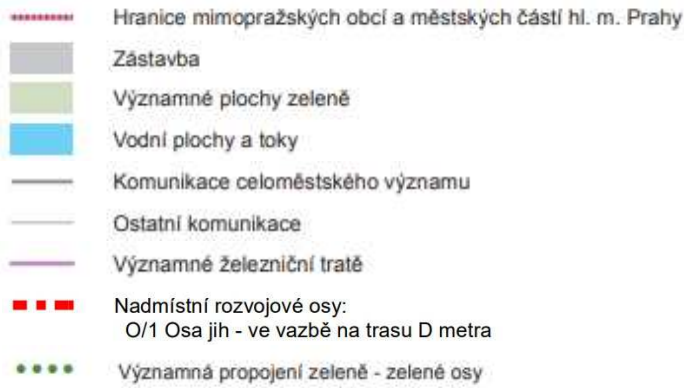 Hranice mimopražských obcí a městských částí hl. m. Prahy
Zástavba
Významné plochy zeleně
Vodní plochy a toky
Komunikace celoměstského významu
Ostatní komunikace
Významné železniční tratě
Nadmístní rozvojové osy:
O/1 Osa jih - ve vazbě na trasu D metra
Významná propojení zeleně - zelené osy